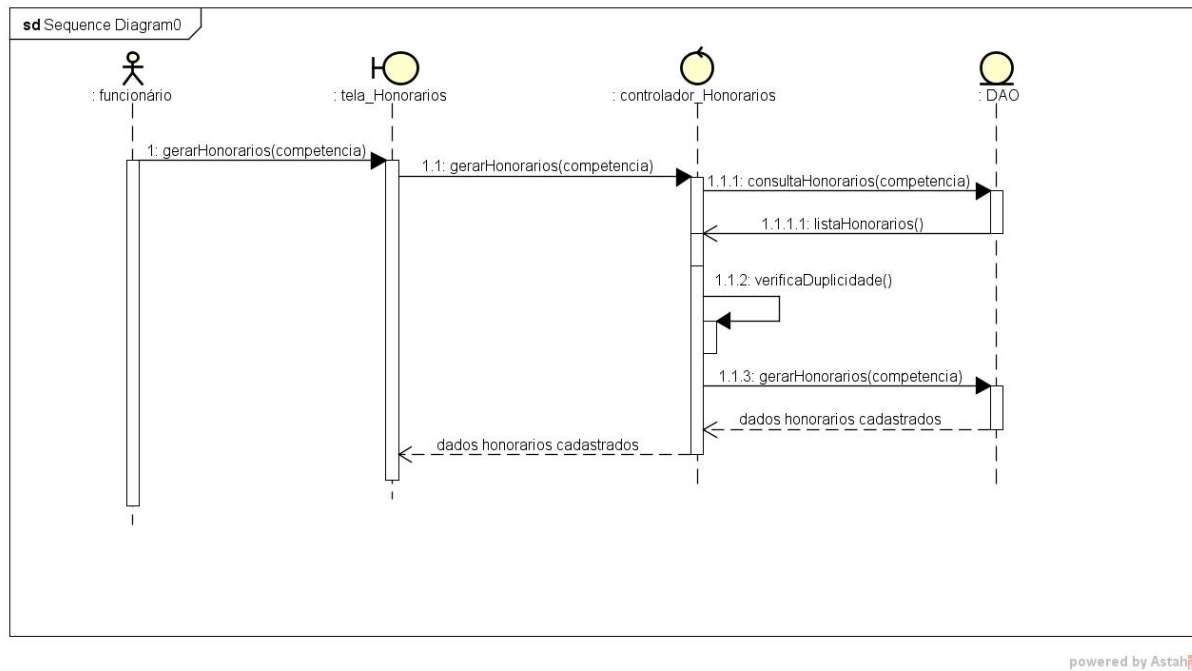 sd Sequence Diagram0
: funcionário
: tela_Honorarios
: controlador_Honorarios
: DAO
1: gerarHonorarios(competencia)
1.1: gerarHonorarios(competencia)
1.1.1: consultaHonorarios(competencia)
1.1.1.1: listaHonorarios()
1.1.2: verificaDuplicidade()
1.1.3: gerarHonorarios(competencia)
dados honorarios cadastrados
dados honorarios cadastrados
powered by Astah